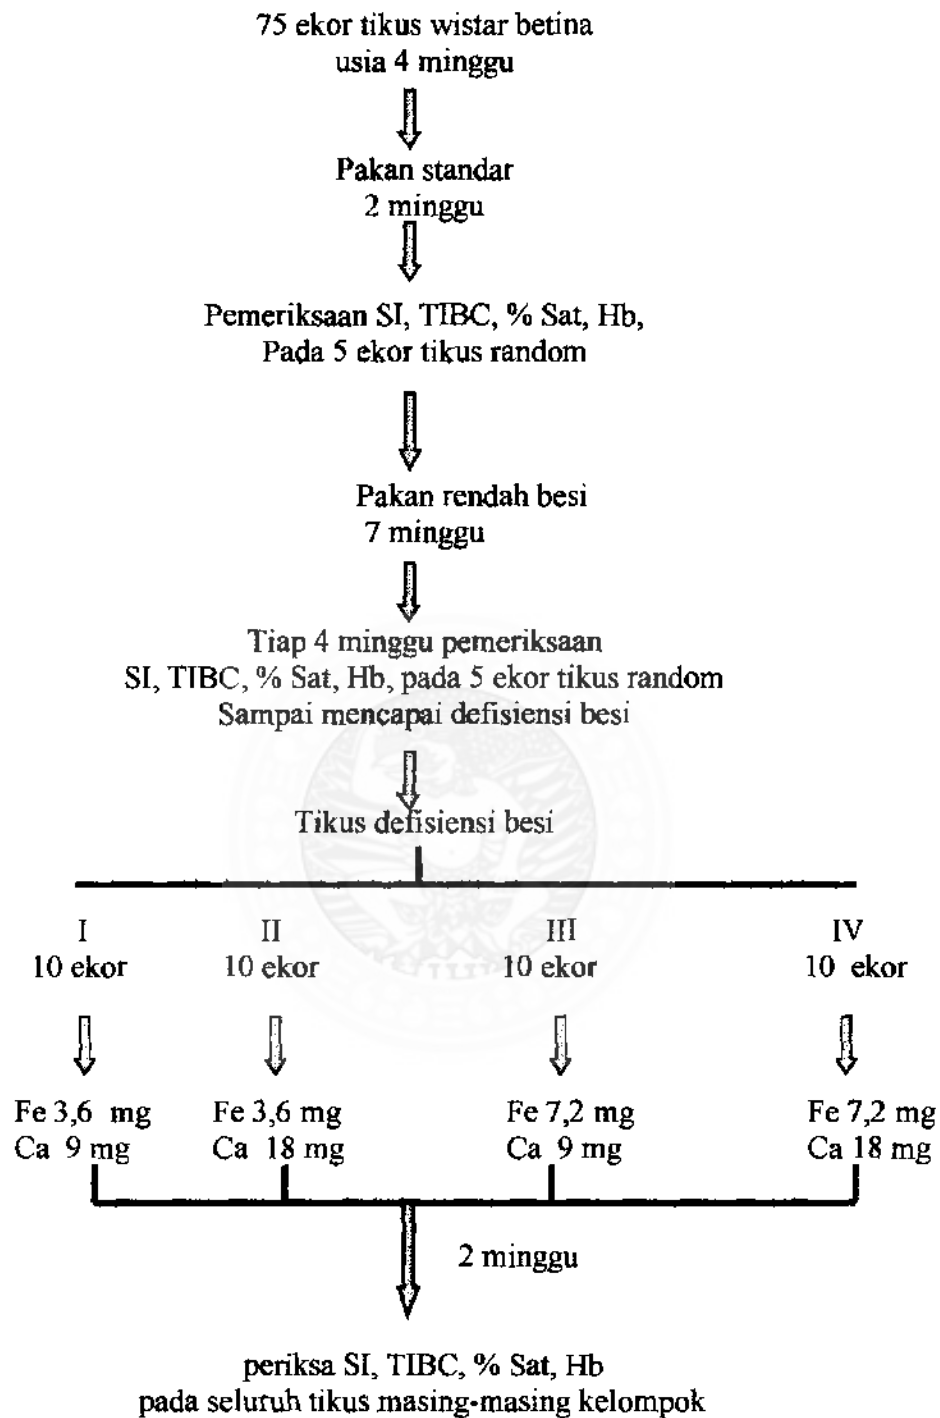 75 ekor tikus wistar betina
usia 4 minggu
Pakan standar
2 minggu
Pemeriksaan SI, TIBC, % Sat, Hb,
Pada 5 ekor tikus random
Pakan rendah besi
7 minggu
Tiap 4 minggu pemeriksaan
SI, TIBC, % Sat, Hb, pada 5 ekor tikus random
Sampai mencapai defisiensi besi
Tikus defisiensi besi
I II III IV
10 ekor 10 ekor 10 ekor 10 ekor
Fe 3,6 mg Fe 3,6 mg Fe 7,2 mg Fe 7,2 mg
Ca 9 mg Ca 18 mg Ca 9 mg Ca 18 mg
2 minggu
periksa SI, TIBC, % Sat, Hb
pada seluruh tikus masing-masing kelompok